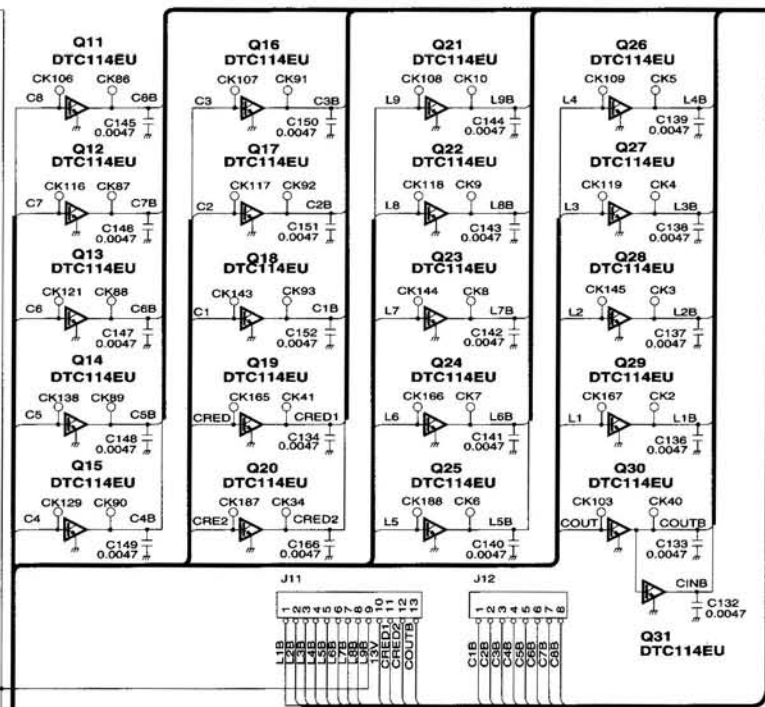 Q11
DTC114EU
CK106 CK86
C8 C8B
C145
0.0047
Q12
DTC114EU
CK116 CK87
C7 C7B
C146
0.0047
Q13
DTC114EU
CK121 CK88
C6 C6B
C147
0.0047
Q14
DTC114EU
CK138 CK89
C5 C5B
C148
0.0047
Q15
DTC114EU
CK129 CK90
C4 C4B
C149
0.0047
Q16
DTC114EU
CK107 CK91
C3 C3B
C150
0.0047
Q17
DTC114EU
CK117 CK92
C2 C2B
C151
0.0047
Q18
DTC114EU
CK143 CK93
C1 C1B
C152
0.0047
Q19
DTC114EU
CK165 CK41
CRED CRED1
C134
0.0047
Q20
DTC114EU
CK187 CK34
CRE2 CRED2
C166
0.0047
Q21
DTC114EU
CK108 CK10
L9 L9B
C144
0.0047
Q22
DTC114EU
CK118 CK9
L8 L8B
C143
0.0047
Q23
DTC114EU
CK144 CK8
L7 L7B
C142
0.0047
Q24
DTC114EU
CK166 CK7
L6 L6B
C141
0.0047
Q25
DTC114EU
CK188 CK6
L5 L5B
C140
0.0047
Q26
DTC114EU
CK109 CK5
L4 L4B
C139
0.0047
Q27
DTC114EU
CK119 CK4
L3 L3B
C138
0.0047
Q28
DTC114EU
CK145 CK3
L2 L2B
C137
0.0047
Q29
DTC114EU
CK167 CK2
L1 L1B
C136
0.0047
Q30
DTC114EU
CK103 CK40
COUT COUTB
C133
0.0047
CINB
C132
0.0047
Q31
DTC114EU
J11
1 2 3 4 5 6 7 8 9 10 11 12 13
L1B L2B L3B L4B L5B L6B L7B L8B L9B 13V CRED1 CRED2 COUTB
J12
1 2 3 4 5 6 7 8
C1B C2B C3B C4B C5B C6B C7B C8B